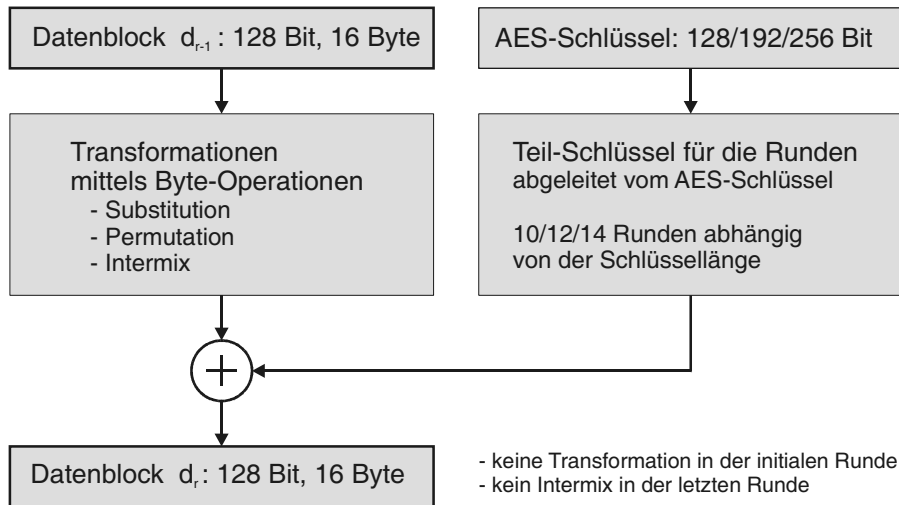 Datenblock d r-1 : 128 Bit, 16 Byte
AES-Schlüssel: 128/192/256 Bit
Transformationen
mittels Byte-Operationen
- Substitution
- Permutation
- Intermix
Teil-Schlüssel für die Runden
abgeleitet vom AES-Schlüssel
10/12/14 Runden abhängig
von der Schlüssellänge
+
Datenblock d r : 128 Bit, 16 Byte
- keine Transformation in der initialen Runde
- kein Intermix in der letzten Runde